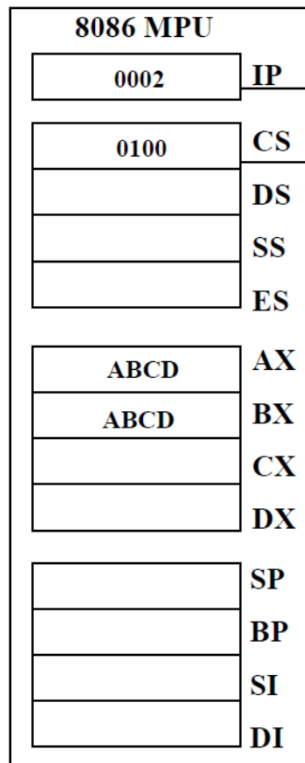 8086 MPU
0002 IP
0100 CS
DS
SS
ES
ABCD AX
ABCD BX
CX
DX
SP
BP
SI
DI